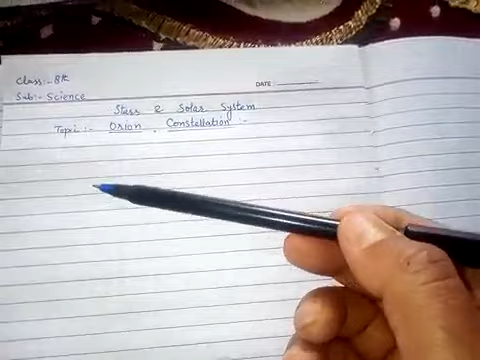 Class:- 8th
Sub:- Science
DATE :
Stars & Solar System
Topic :- Orion Constellation :-